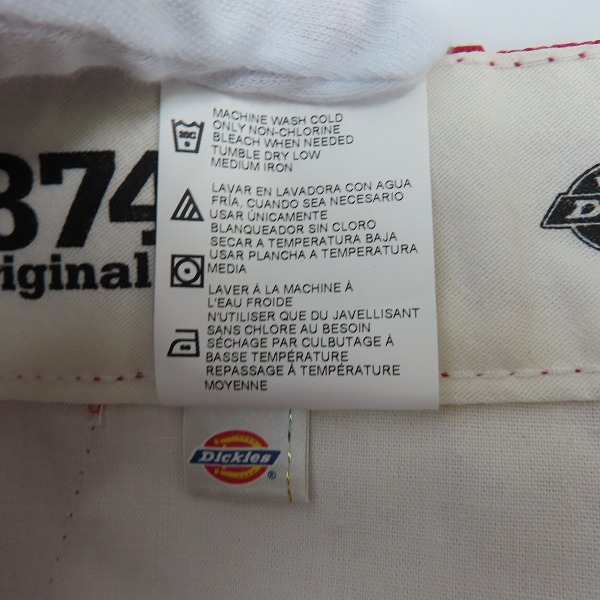 MACHINE WASH COLD
ONLY NON-CHLORINE
BLEACH WHEN NEEDED
TUMBLE DRY LOW
MEDIUM IRON
LAVAR EN LAVADORA CON AGUA
FRÍA, CUANDO SEA NECESARIO
USAR ÚNICAMENTE
BLANQUEADOR SIN CLORO
SECAR A TEMPERATURA BAJA
USAR PLANCHA A TEMPERATURA
MEDIA
LAVER À LA MACHINE À
L'EAU FROIDE
N'UTILISER QUE DU JAVELLISANT
SANS CHLORE AU BESOIN
SÉCHAGE PAR CULBUTAGE À
BASSE TEMPÉRATURE
REPASSAGE À TEMPÉRATURE
MOYENNE
874
riginal
Dickies